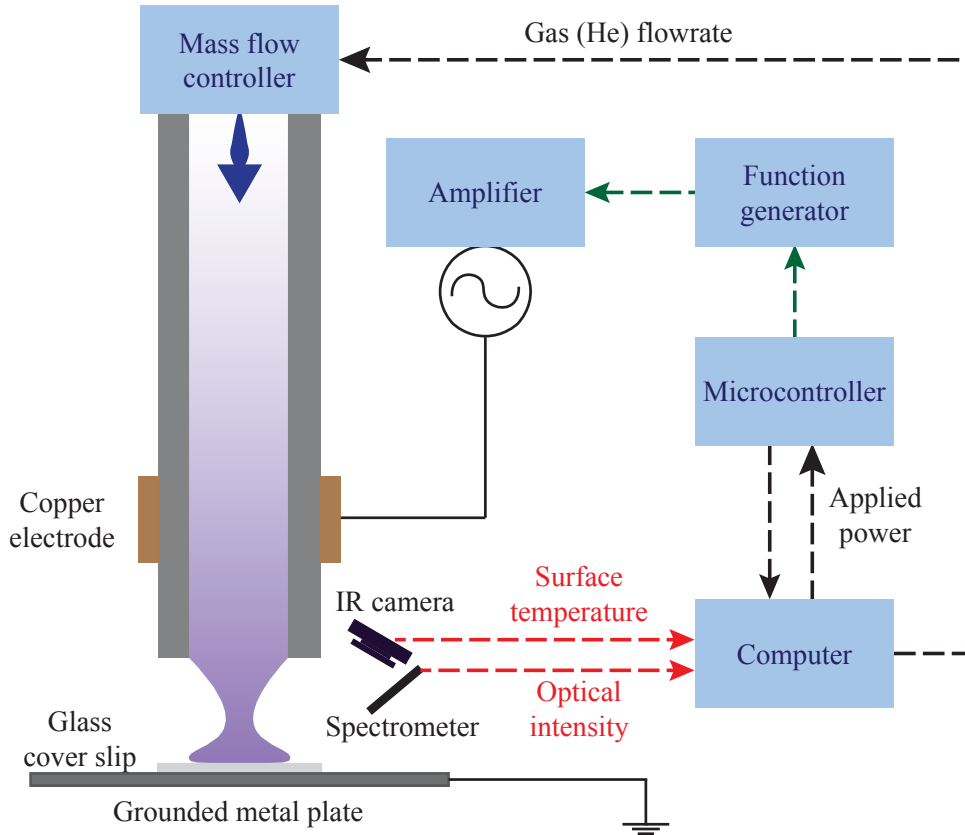 Mass flow
controller
Gas (He) flowrate
Amplifier
Function
generator
Microcontroller
Copper
electrode
Applied
power
Surface
temperature
IR camera
Computer
Optical
intensity
Spectrometer
Glass
cover slip
Grounded metal plate